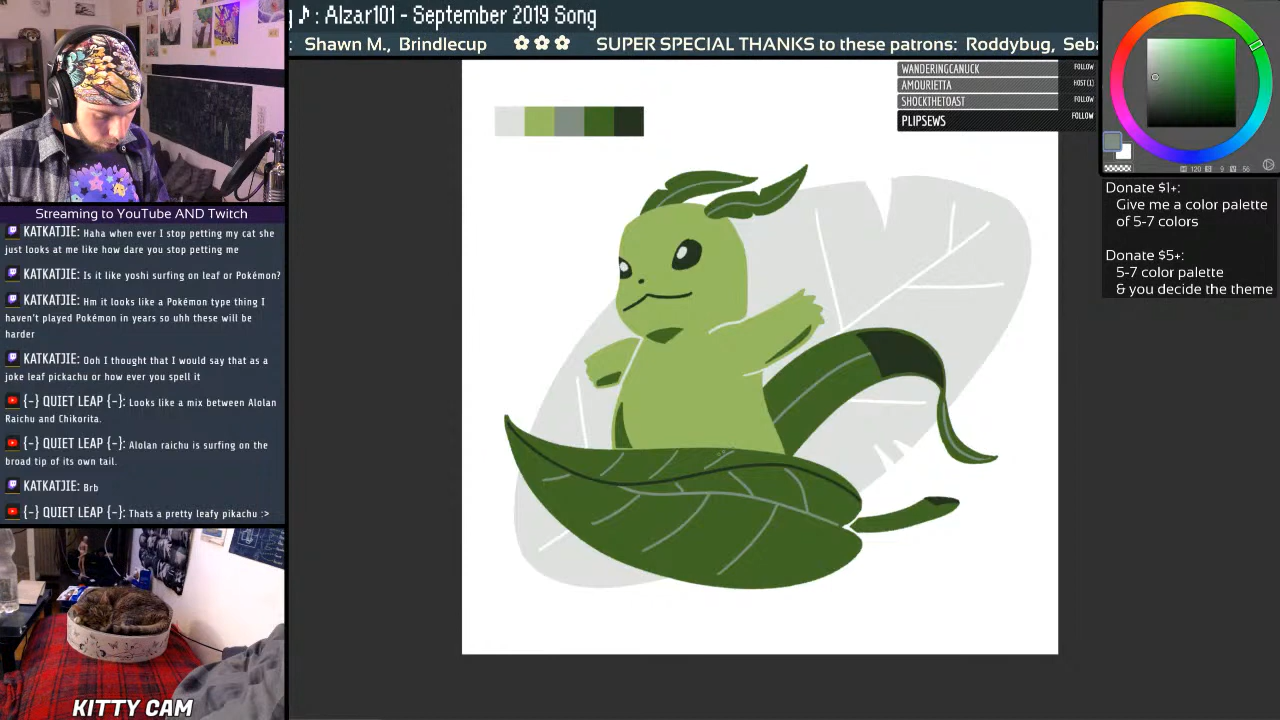 ♪ : Alzar101 - September 2019 Song
: Shawn M., Brindlecup ✿ ✿ ✿ SUPER SPECIAL THANKS to these patrons: Roddybug, Seba
WANDERINGCANUCK FOLLOW
AMOURIETTA HOST(1)
SHOCKTHETOAST FOLLOW
PLIPSEWS FOLLOW
Donate $1+:
Give me a color palette
of 5-7 colors
Donate $5+:
5-7 color palette
& you decide the theme
Streaming to YouTube AND Twitch
KATKATJIE: Haha when ever I stop petting my cat she
just looks at me like how dare you stop petting me
KATKATJIE: Is it like yoshi surfing on leaf or Pokémon?
KATKATJIE: Hm it looks like a Pokémon type thing I
haven't played Pokémon in years so uhh these will be
harder
KATKATJIE: Ooh I thought that I would say that as a
joke leaf pickachu or how ever you spell it
{-} QUIET LEAP {-}: Looks like a mix between Alolan
Raichu and Chikorita.
{-} QUIET LEAP {-}: Alolan raichu is surfing on the
broad tip of its own tail.
KATKATJIE: Brb
{-} QUIET LEAP {-}: Thats a pretty leafy pikachu :>
KITTY CAM